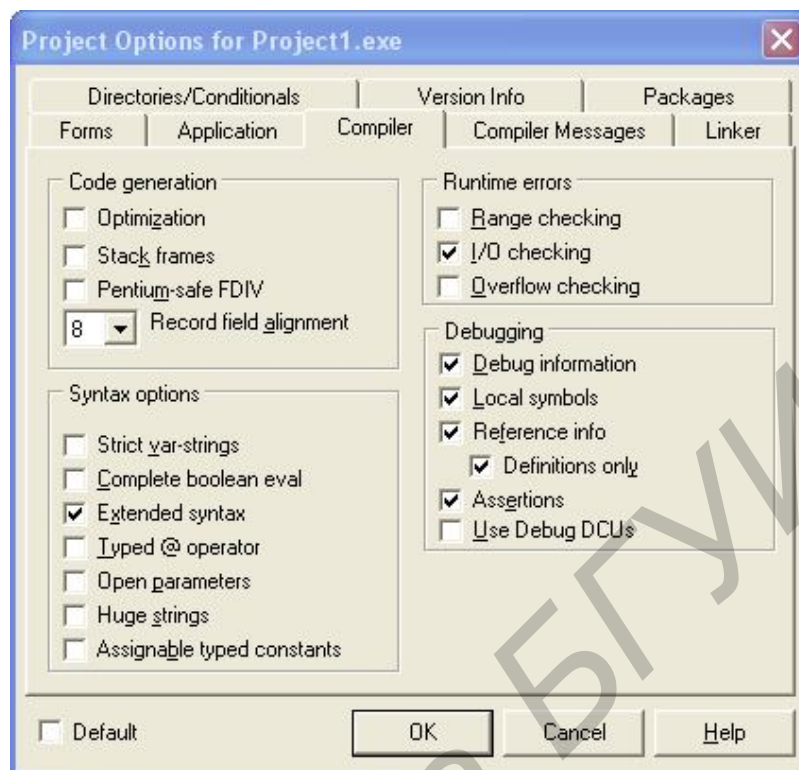 Project Options for Project1.exe
Directories/Conditionals
Version Info
Packages
Forms
Application
Compiler
Compiler Messages
Linker
Code generation
Optimization
Stack frames
Pentium-safe FDIV
8
Record field alignment
Syntax options
Strict var-strings
Complete boolean eval
Extended syntax
Typed @ operator
Open parameters
Huge strings
Assignable typed constants
Runtime errors
Range checking
I/O checking
Overflow checking
Debugging
Debug information
Local symbols
Reference info
Definitions only
Assertions
Use Debug DCUs
Default
OK
Cancel
Help